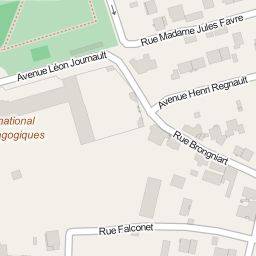 Rue Madame Jules Favre
Avenue Léon Journault
Avenue Henri Regnault
national
agogiques
Rue Brongniart
Rue Falconet